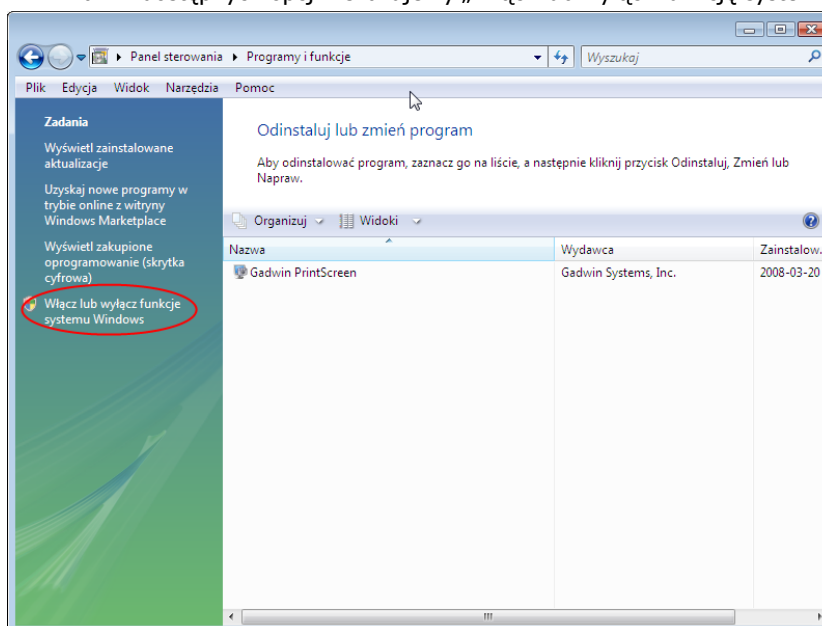 Panel sterowania ▸ Programy i funkcje
Wyszukaj
Plik Edycja Widok Narzędzia Pomoc
Zadania
Wyświetl zainstalowane
aktualizacje
Uzyskaj nowe programy w
trybie online z witryny
Windows Marketplace
Wyświetl zakupione
oprogramowanie (skrytka
cyfrowa)
Włącz lub wyłącz funkcje
systemu Windows
Odinstaluj lub zmień program
Aby odinstalować program, zaznacz go na liście, a następnie kliknij przycisk Odinstaluj, Zmień lub
Napraw.
Organizuj Widoki
Nazwa Wydawca Zainstalow.
Gadwin PrintScreen Gadwin Systems, Inc. 2008-03-20